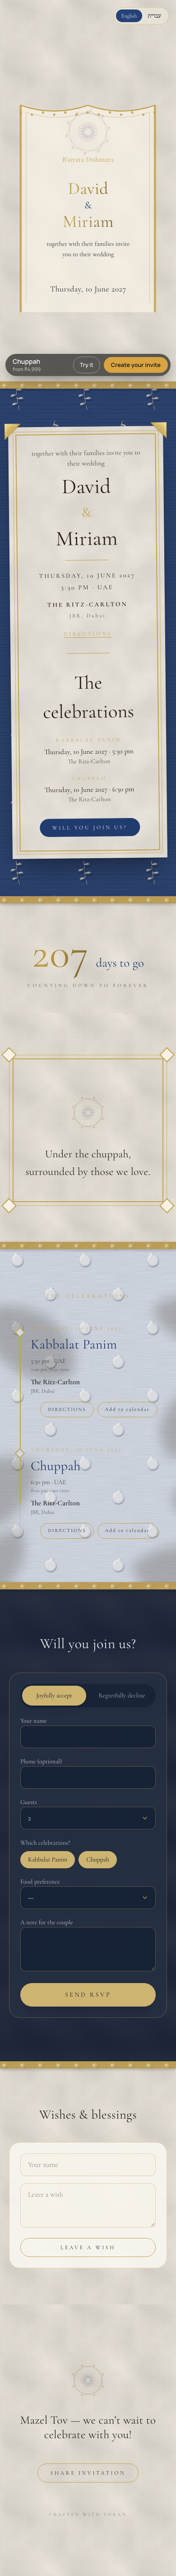 English
עברית
B'siyata Dishmaya
David
&
Miriam
together with their families invite
you to their wedding
Thursday, 10 June 2027
Chuppah
from ₹4,999
Try it
Create your invite
together with their families invite you to
their wedding
David
&
Miriam
THURSDAY, 10 JUNE 2027
5:30 PM · UAE
THE RITZ-CARLTON
JBR, Dubai
DIRECTIONS
The
celebrations
KABBALAT PANIM
Thursday, 10 June 2027 · 5:30 pm
The Ritz-Carlton
CHUPPAH
Thursday, 10 June 2027 · 6:30 pm
The Ritz-Carlton
WILL YOU JOIN US?
207 days to go
COUNTING DOWN TO FOREVER
Under the chuppah,
surrounded by those we love.
Kabbalat Panim
5:30 pm · UAE
The Ritz-Carlton
JBR, Dubai
DIRECTIONS
Add to calendar
Chuppah
6:30 pm · UAE
The Ritz-Carlton
JBR, Dubai
DIRECTIONS
Add to calendar
Will you join us?
Joyfully accept
Regretfully decline
Your name
Phone (optional)
Guests
2
Which celebrations?
Kabbalat Panim
Chuppah
Food preference
—
A note for the couple
SEND RSVP
Wishes & blessings
Your name
Leave a wish
LEAVE A WISH
Mazel Tov — we can't wait to
celebrate with you!
SHARE INVITATION